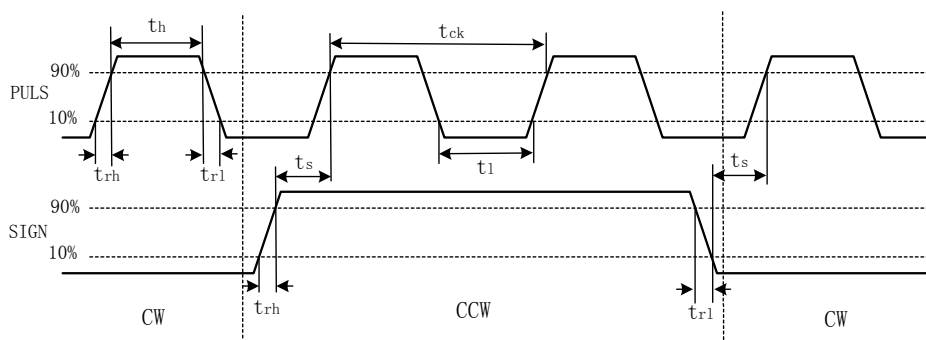 th
tck
90%
PULS
10%
trh
trl
ts
tl
ts
90%
SIGN
10%
trh
trl
CW
CCW
CW